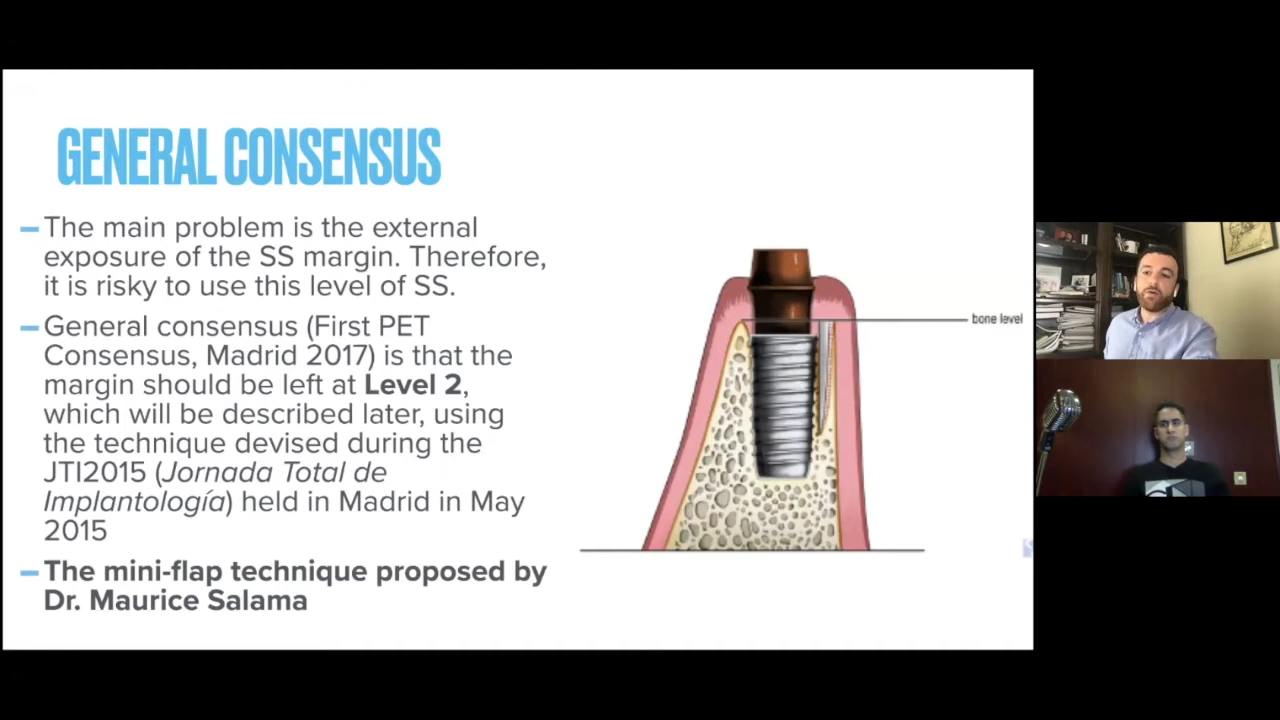 GENERAL CONSENSUS
– The main problem is the external
exposure of the SS margin. Therefore,
it is risky to use this level of SS.
– General consensus (First PET
Consensus, Madrid 2017) is that the
margin should be left at Level 2,
which will be described later, using
the technique devised during the
JTI2015 (Jornada Total de
Implantología) held in Madrid in May
2015
– The mini-flap technique proposed by
Dr. Maurice Salama
bone level